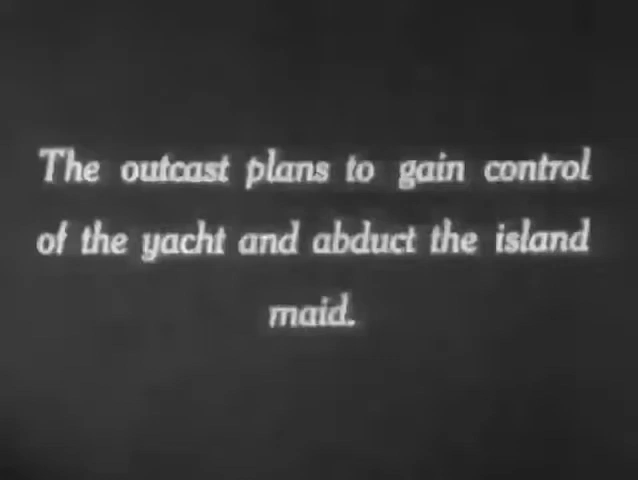 The outcast plans to gain control
of the yacht and abduct the island
maid.